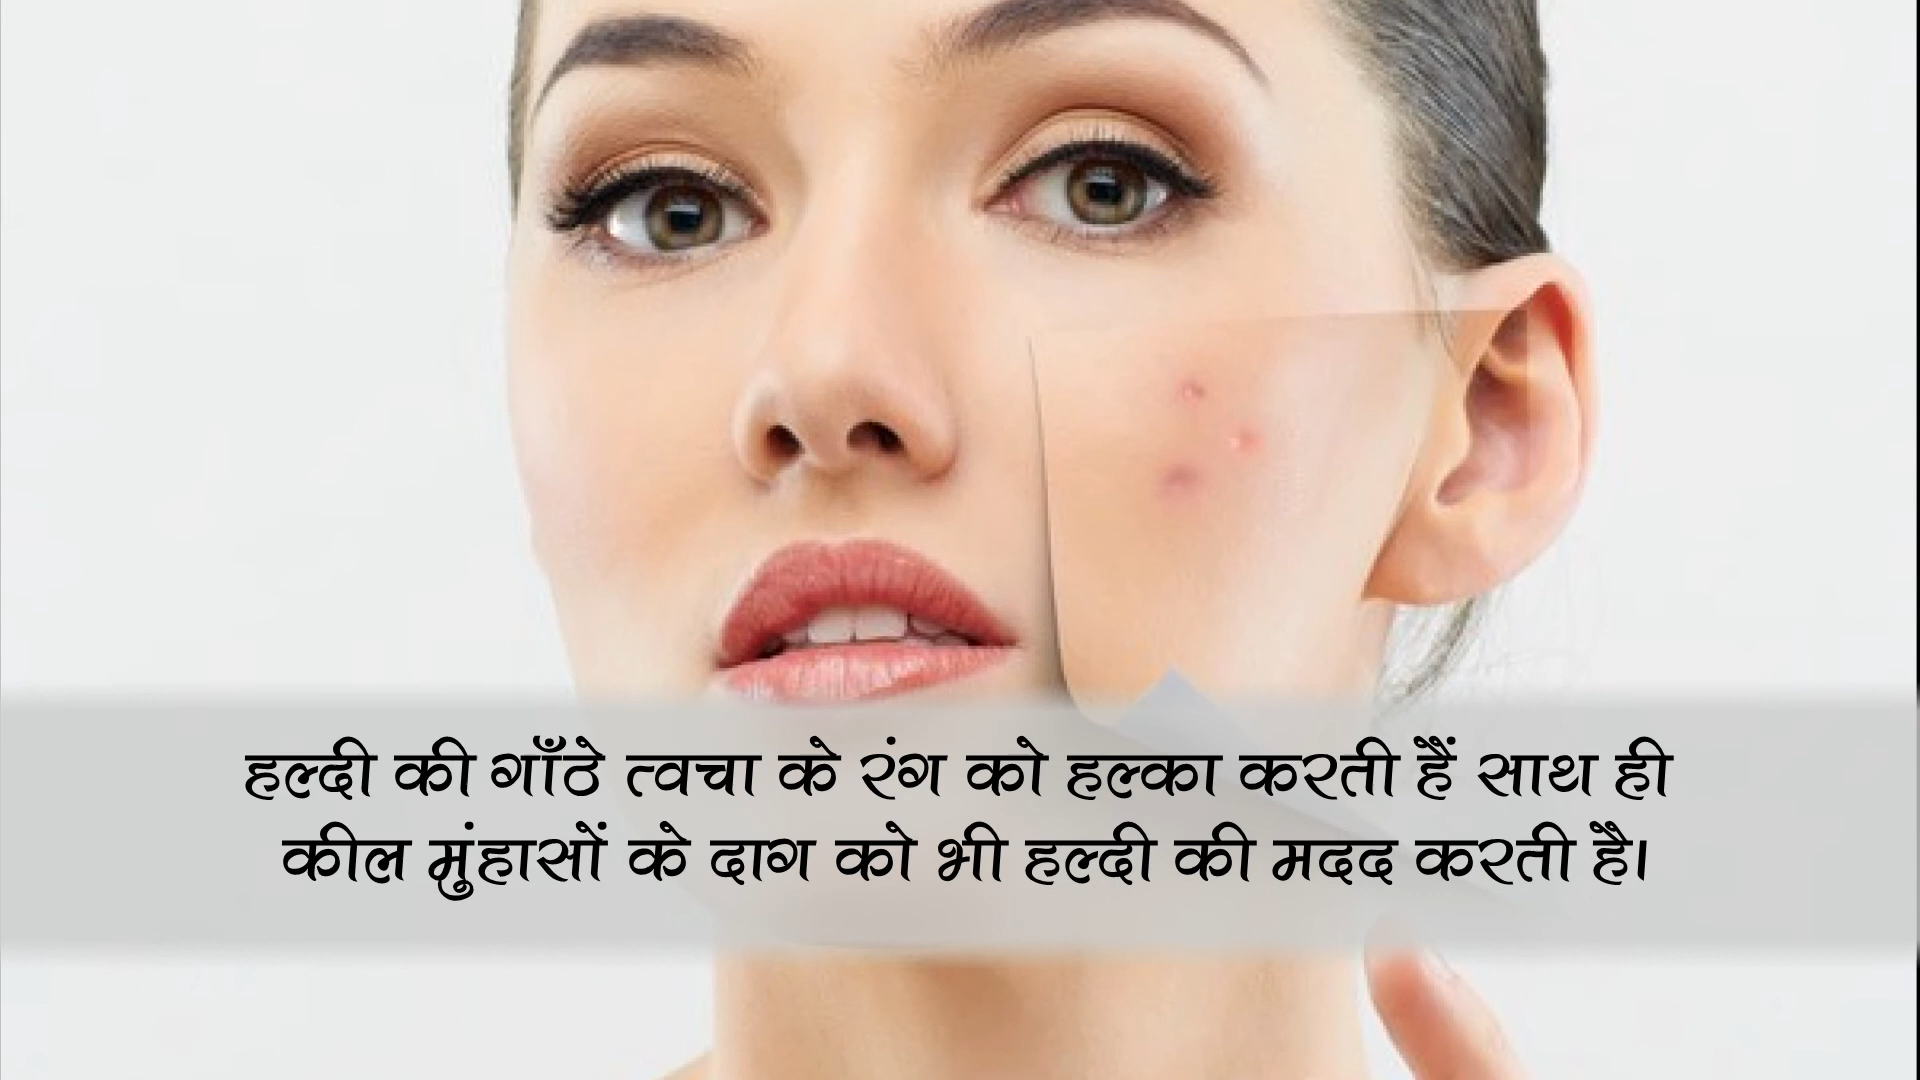 हल्दी की गाँठे त्वचा के रंग को हल्का करती हैं साथ ही
कील मुंहासों के दाग को भी हल्दी की मदद करती है।